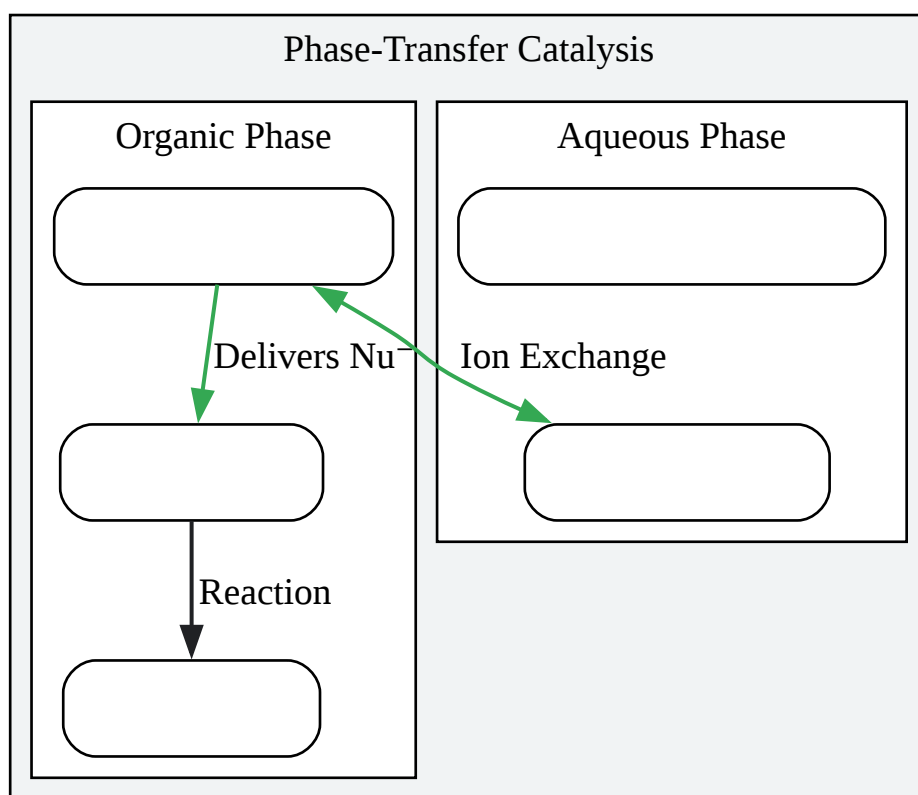 Phase-Transfer Catalysis
Organic Phase
Aqueous Phase
Delivers Nu⁻
Ion Exchange
Reaction